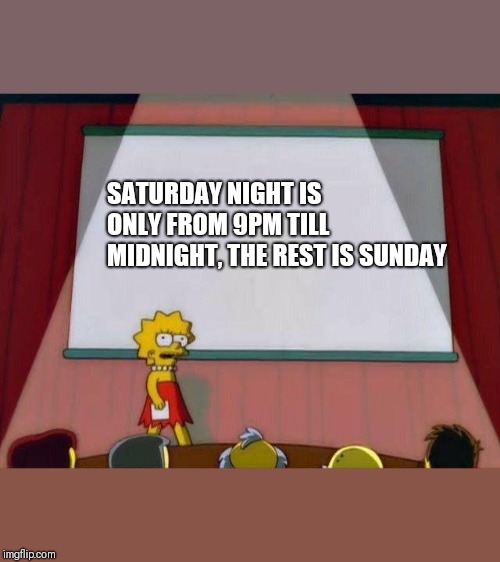 SATURDAY NIGHT IS
ONLY FROM 9PM TILL
MIDNIGHT, THE REST IS SUNDAY
imgflip.com